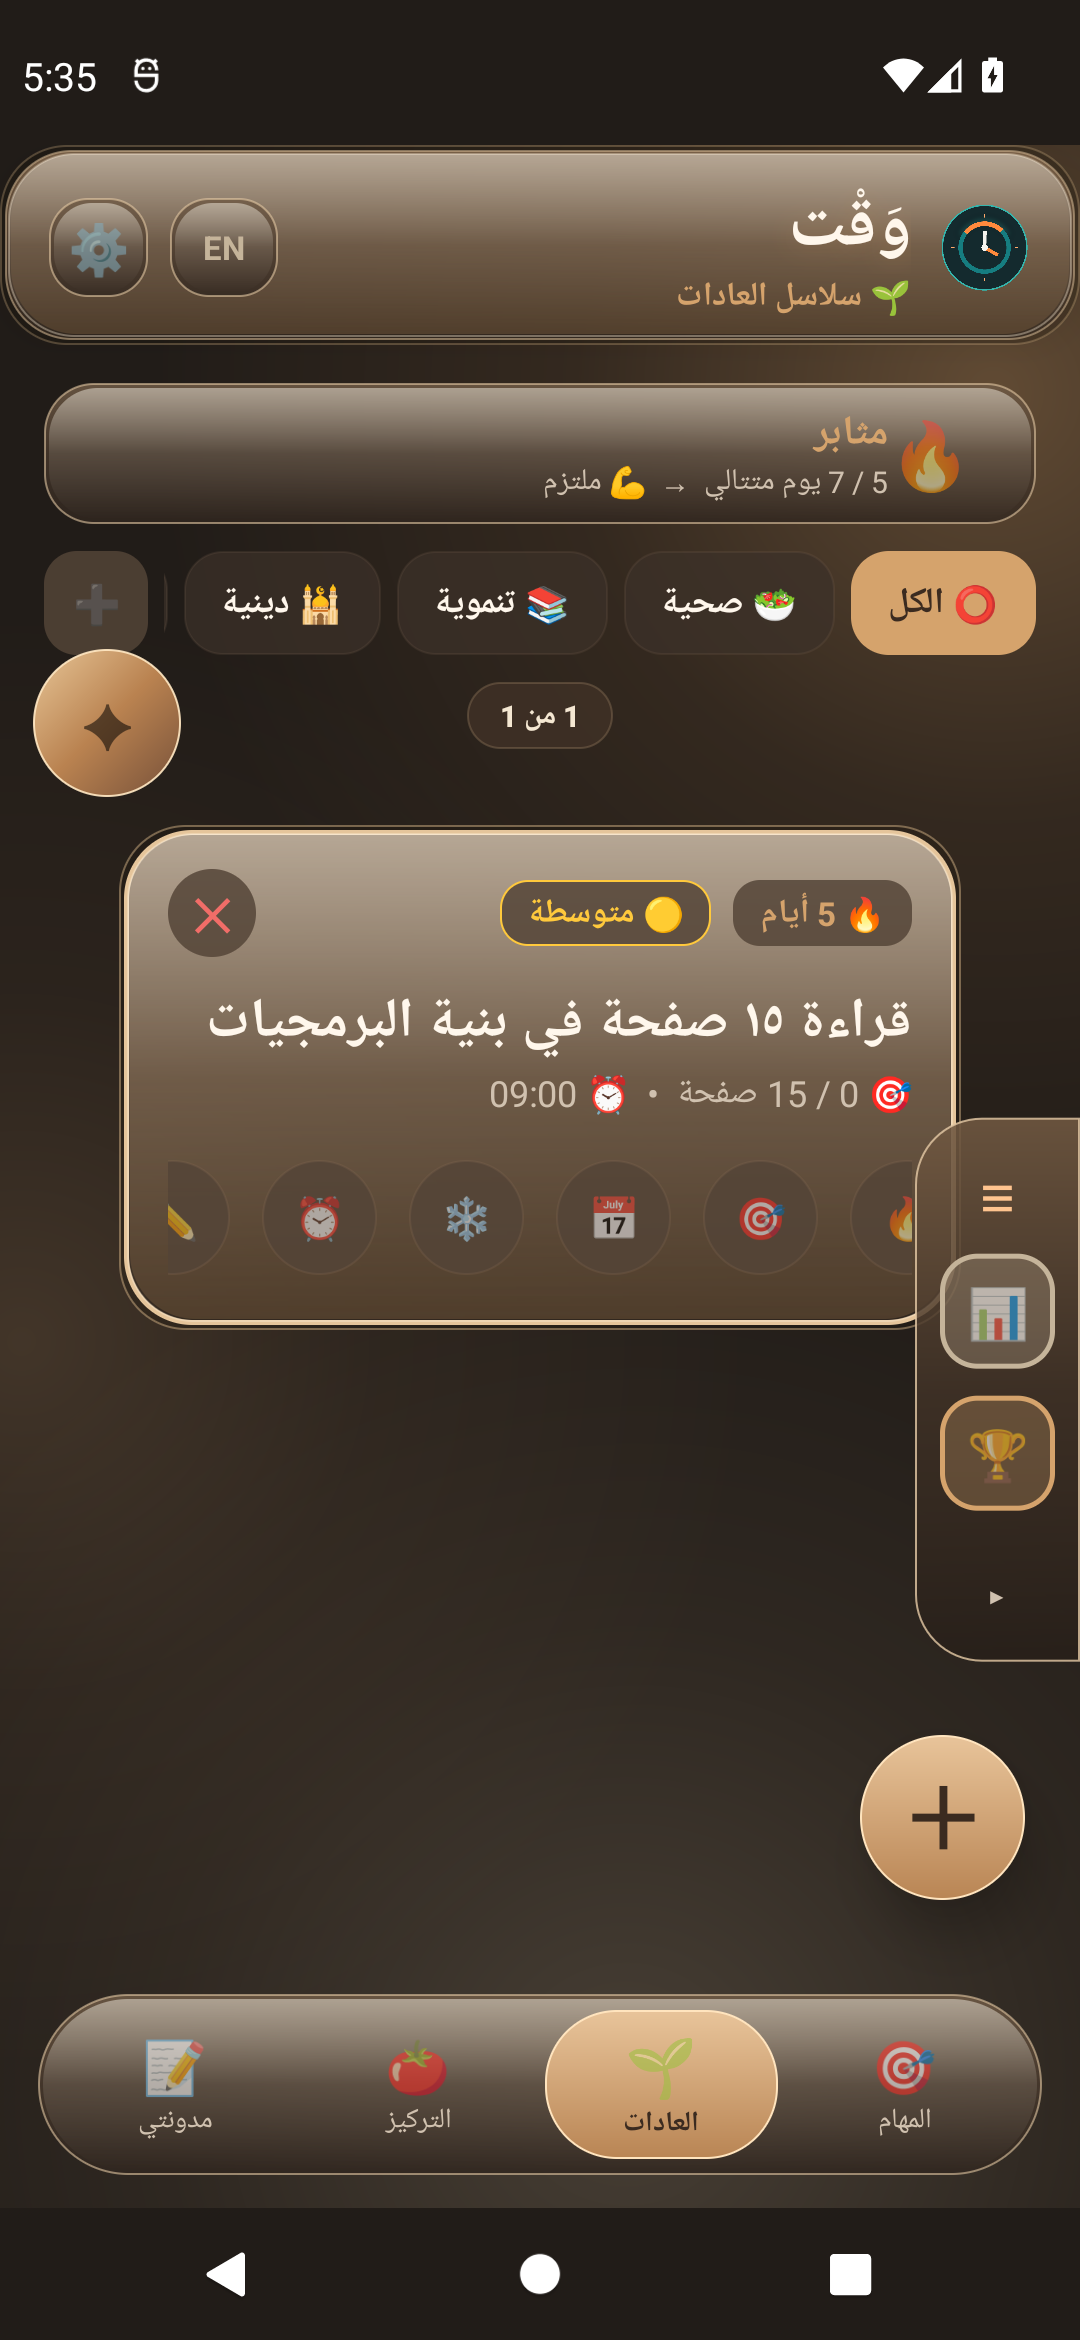 5:35
وَقْت
🌱 سلاسل العادات
EN
مثابر
5 / 7 يوم متتالي → 💪 ملتزم
⭕ الكل
🥗 صحية
📚 تنموية
🕌 دينية
1 من 1
🔥 5 أيام
🟡 متوسطة
قراءة ١٥ صفحة في بنية البرمجيات
🎯 0 / 15 صفحة • ⏰ 09:00
July
17
المهام
العادات
التركيز
مدونتي